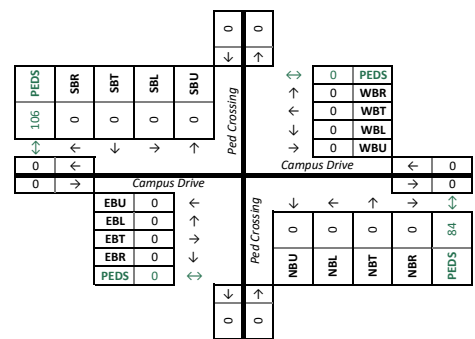 0 0
↓ ↑
PEDS SBR SBT SBL SBU
106 0 0 0 0
↕ ← ↓ → ↑
Ped Crossing
↔ 0 PEDS
↑ 0 WBR
← 0 WBT
↓ 0 WBL
→ 0 WBU
0 ←
0 →
Campus Drive
Campus Drive
← 0
→ 0
EBU 0 ←
EBL 0 ↑
EBT 0 →
EBR 0 ↓
PEDS 0 ↔
Ped Crossing
↓ ← ↑ → ↕
0 0 0 0 84
NBU NBL NBT NBR PEDS
↓ ↑
0 0